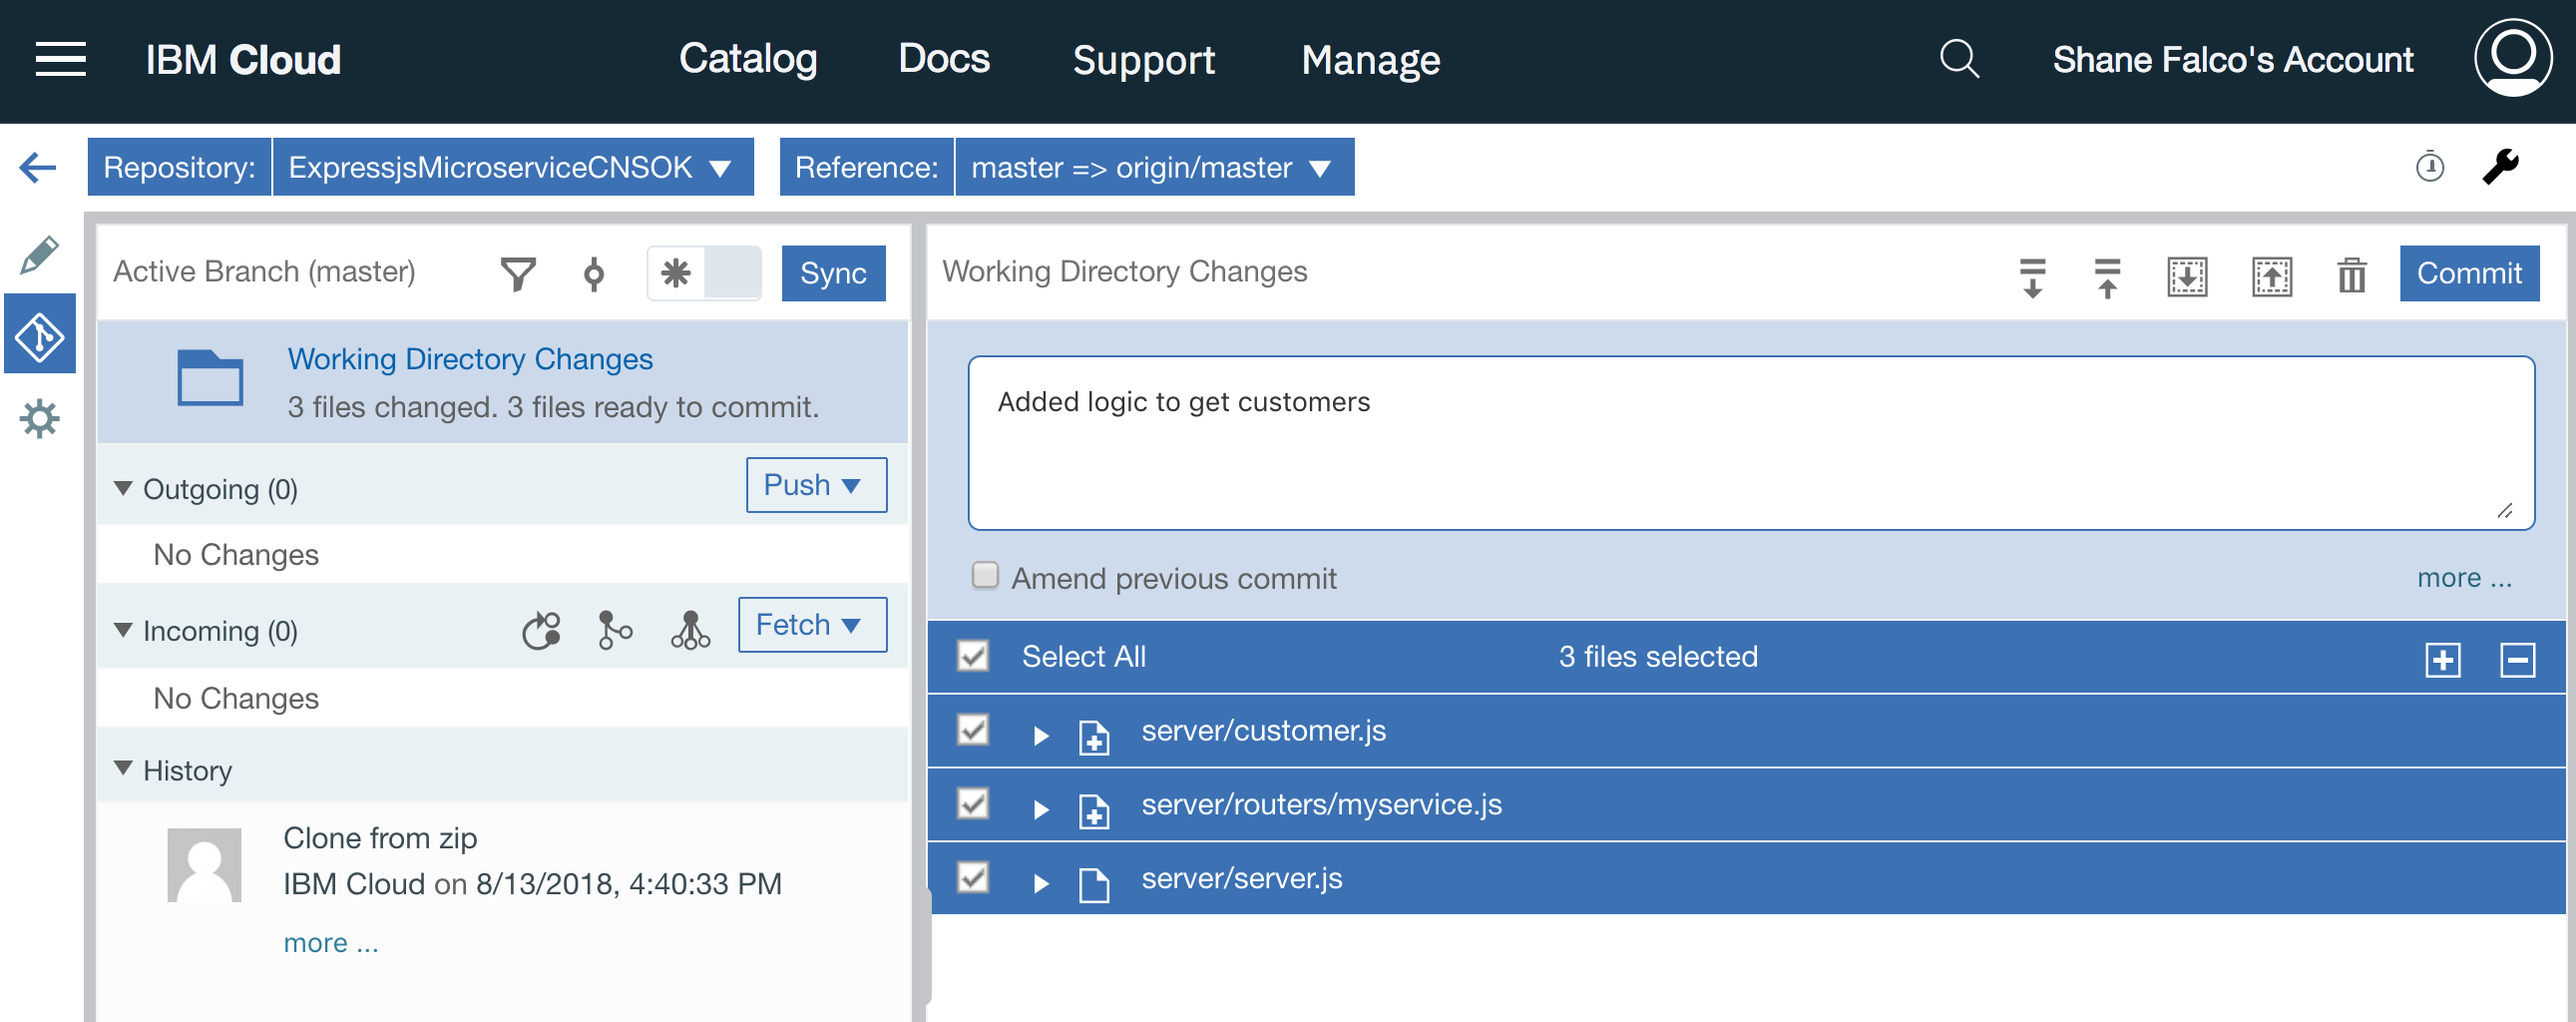 IBM Cloud Catalog Docs Support Manage Shane Falco's Account
Repository: ExpressjsMicroserviceCNSOK Reference: master => origin/master
Active Branch (master) Sync
Working Directory Changes
3 files changed. 3 files ready to commit.
Outgoing (0) Push
No Changes
Incoming (0) Fetch
No Changes
History
Clone from zip
IBM Cloud on 8/13/2018, 4:40:33 PM
more ...
Working Directory Changes Commit
Added logic to get customers
Amend previous commit more ...
Select All 3 files selected
server/customer.js
server/routers/myservice.js
server/server.js